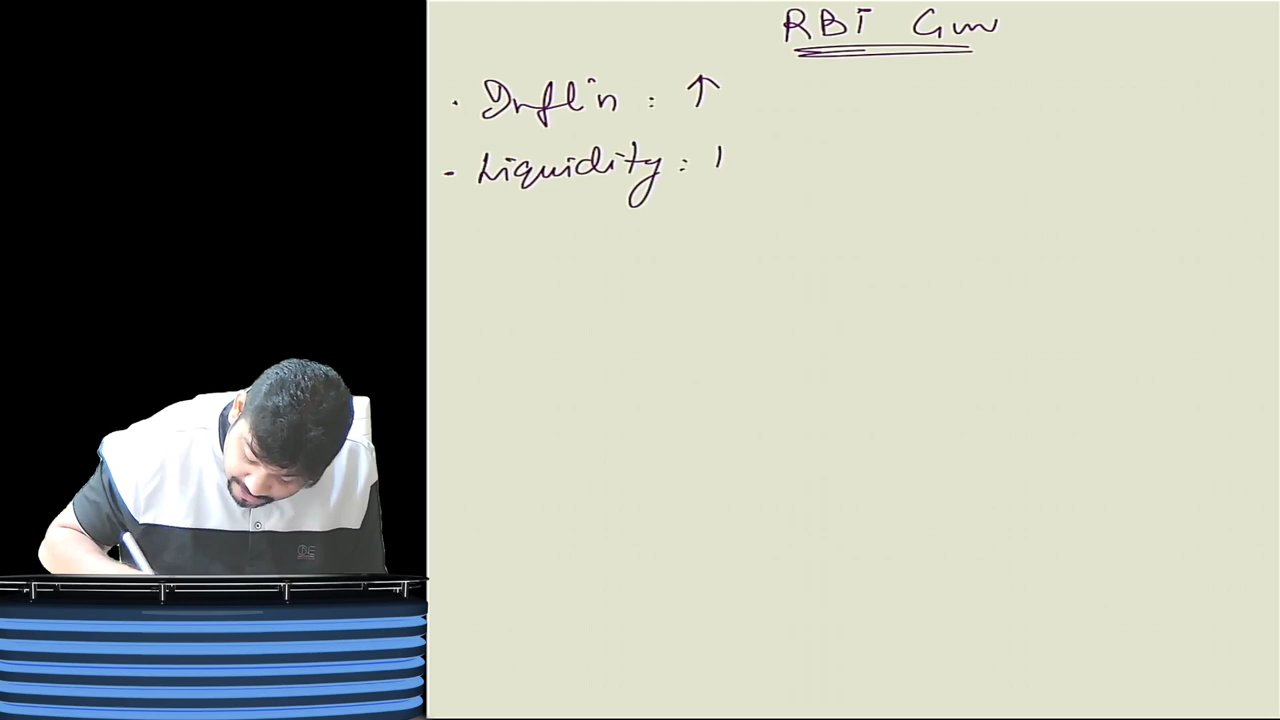 RBI Gov
• Infl'n : ↑
- Liquidity :